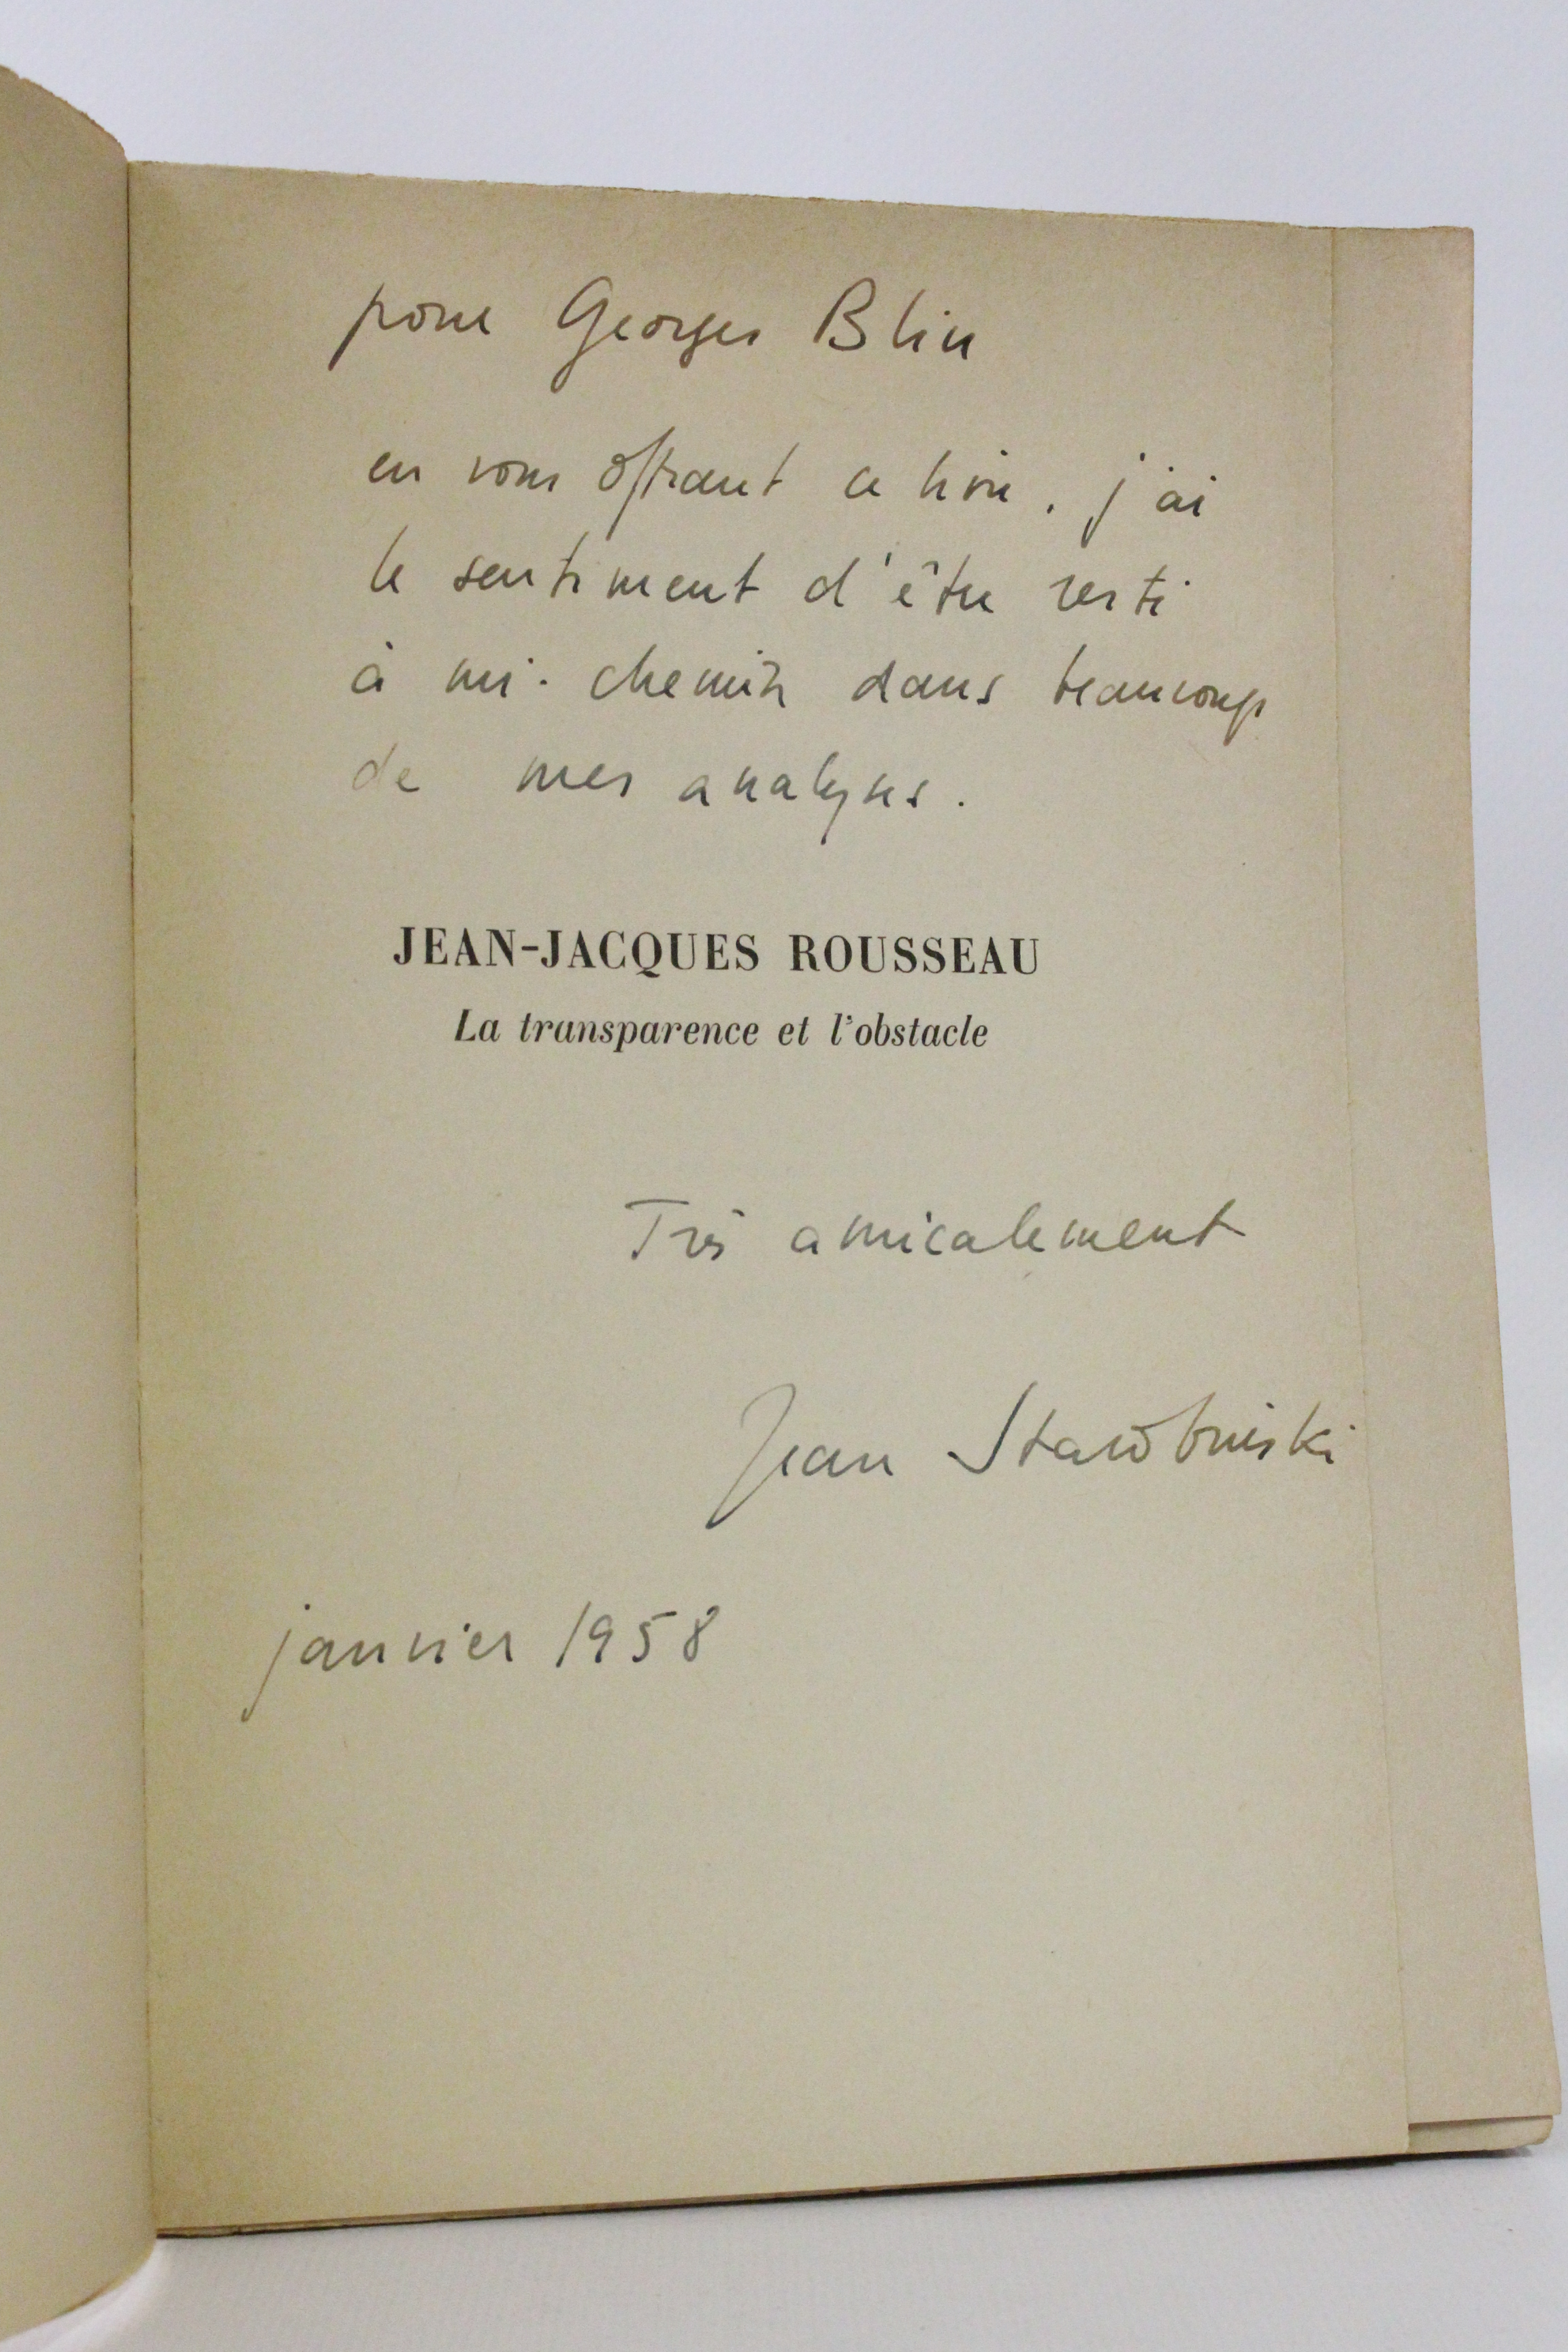 pour Georges Blin
en vous offrant ce livre, j'ai
le sentiment d'être resté
à mi-chemin dans beaucoup
de mes analyses.
JEAN-JACQUES ROUSSEAU
La transparence et l'obstacle
Très amicalement
Jean Starobinski
janvier 1958